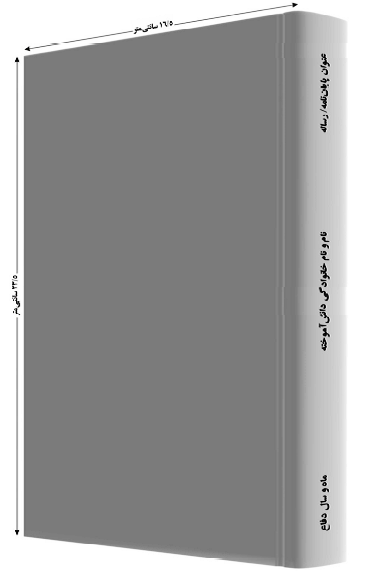 ۱۶/۵ سانتی‌متر
۲۳/۵ سانتی‌متر
عنوان پایان‌نامه/ رساله
نام و نام خانوادگی دانش‌آموخته
ماه و سال دفاع